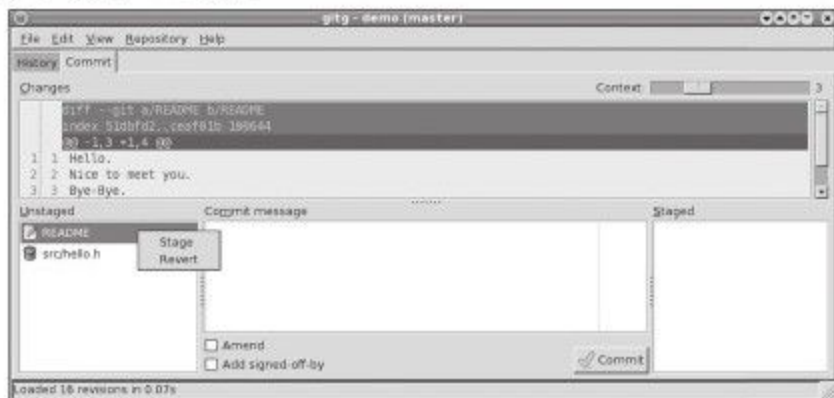 gitg - demo (master)
File Edit View Repository Help
History Commit
Changes
Context 3
diff --git a/README b/README
index 51dbfd2..ceaf01b 100644
@@ -1,3 +1,4 @@
1 1 Hello.
2 2 Nice to meet you.
3 3 Bye-Bye.
Unstaged
Commit message
Staged
README
src/hello.h
Stage
Revert
Amend
Add signed-off-by
Commit
Loaded 16 revisions in 0.07s